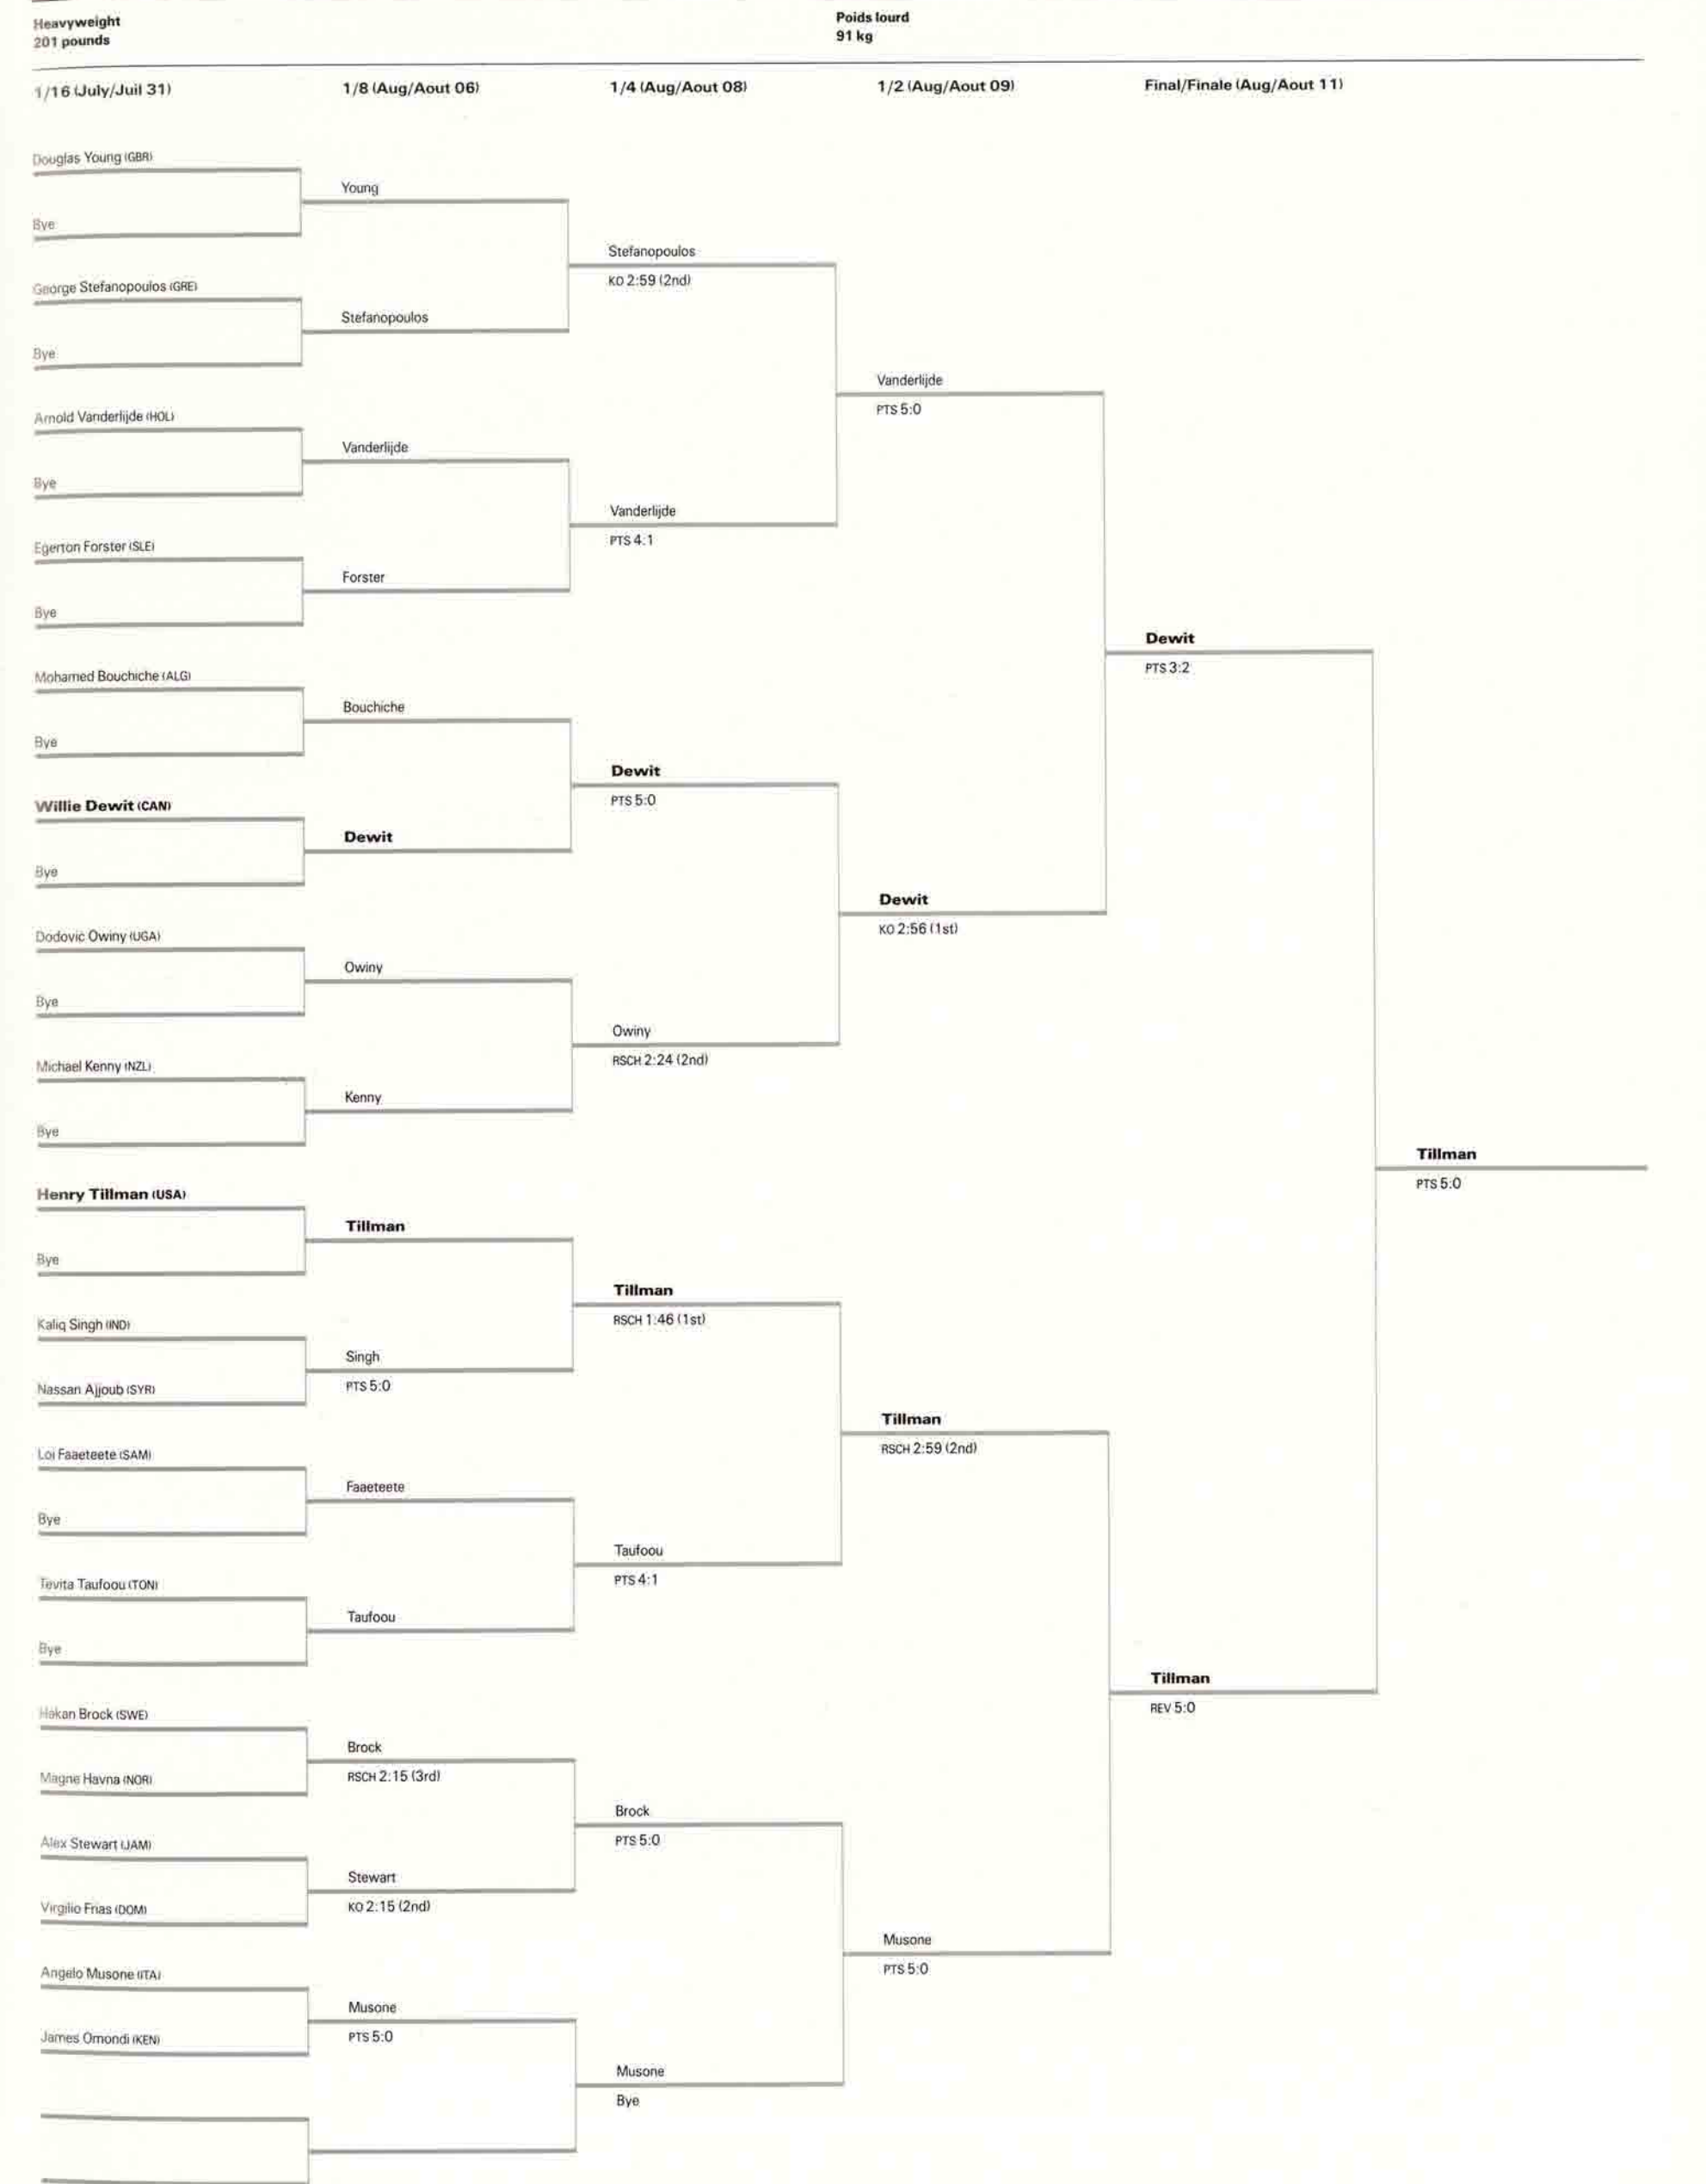 Heavyweight
201 pounds
Poids lourd
91 kg
1/16 (July/Juil 31)
1/8 (Aug/Aout 06)
1/4 (Aug/Aout 08)
1/2 (Aug/Aout 09)
Final/Finale (Aug/Aout 11)
Douglas Young (GBR)
Bye
George Stefanopoulos (GRE)
Bye
Arnold Vanderlijde (HOL)
Bye
Egerton Forster (SLE)
Bye
Mohamed Bouchiche (ALG)
Bye
Willie Dewit (CAN)
Bye
Dodovic Owiny (UGA)
Bye
Michael Kenny (NZL)
Bye
Henry Tillman (USA)
Bye
Kaliq Singh (IND)
Nassan Ajjoub (SYR)
Loi Faaeteete (SAM)
Bye
Tevita Taufoou (TON)
Bye
Hakan Brock (SWE)
Magne Havna (NOR)
Alex Stewart (JAM)
Virgilio Frias (DOM)
Angelo Musone (ITA)
James Omondi (KEN)
Young
Stefanopoulos
Vanderlijde
Forster
Bouchiche
Dewit
Owiny
Kenny
Tillman
Singh
PTS 5:0
Faaeteete
Taufoou
Brock
RSCH 2:15 (3rd)
Stewart
KO 2:15 (2nd)
Musone
PTS 5:0
Stefanopoulos
KO 2:59 (2nd)
Vanderlijde
PTS 4:1
Dewit
PTS 5:0
Owiny
RSCH 2:24 (2nd)
Tillman
RSCH 1:46 (1st)
Taufoou
PTS 4:1
Brock
PTS 5:0
Musone
Bye
Vanderlijde
PTS 5:0
Dewit
KO 2:56 (1st)
Tillman
RSCH 2:59 (2nd)
Musone
PTS 5:0
Dewit
PTS 3:2
Tillman
REV 5:0
Tillman
PTS 5:0